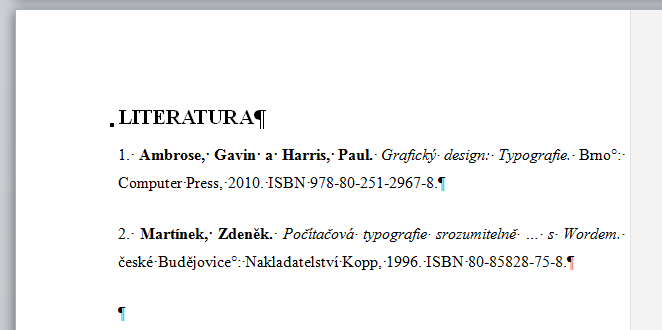 LITERATURA¶
1. Ambrose, Gavin a Harris, Paul. Grafický design: Typografie. Brno°:
Computer Press, 2010. ISBN 978-80-251-2967-8.¶
2. Martínek, Zdeněk. Počítačová typografie srozumitelně … s Wordem.
české Budějovice°: Nakladatelství Kopp, 1996. ISBN 80-85828-75-8.¶
¶